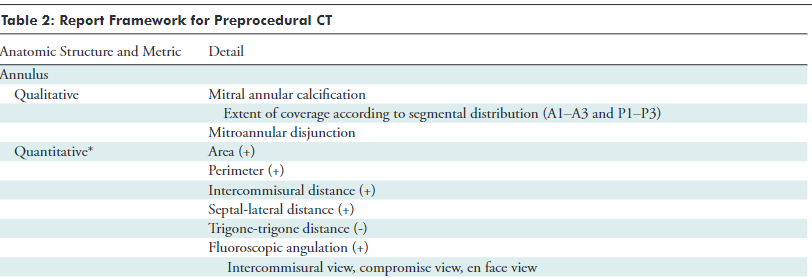 Table 2: Report Framework for Preprocedural CT
Anatomic Structure and Metric Detail
Annulus
Qualitative Mitral annular calcification
Extent of coverage according to segmental distribution (A1–A3 and P1–P3)
Mitroannular disjunction
Quantitative* Area (+)
Perimeter (+)
Intercommisural distance (+)
Septal-lateral distance (+)
Trigone-trigone distance (-)
Fluoroscopic angulation (+)
Intercommisural view, compromise view, en face view